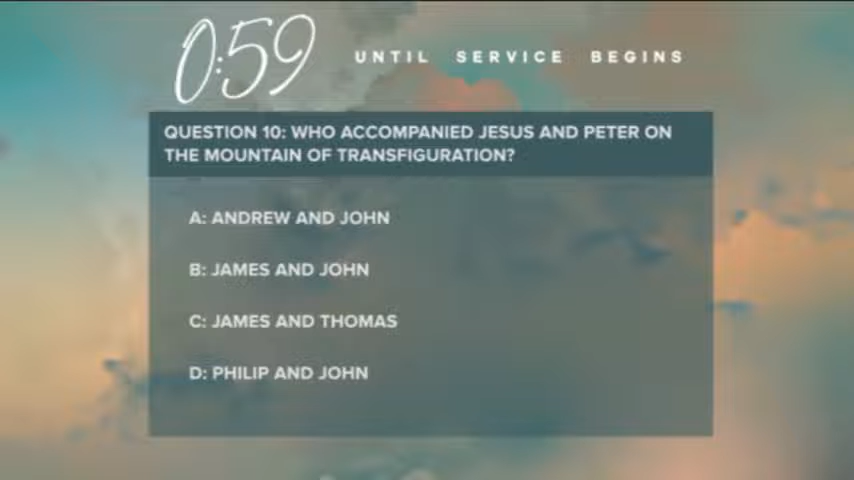 0:59 UNTIL SERVICE BEGINS
QUESTION 10: WHO ACCOMPANIED JESUS AND PETER ON
THE MOUNTAIN OF TRANSFIGURATION?
A: ANDREW AND JOHN
B: JAMES AND JOHN
C: JAMES AND THOMAS
D: PHILIP AND JOHN